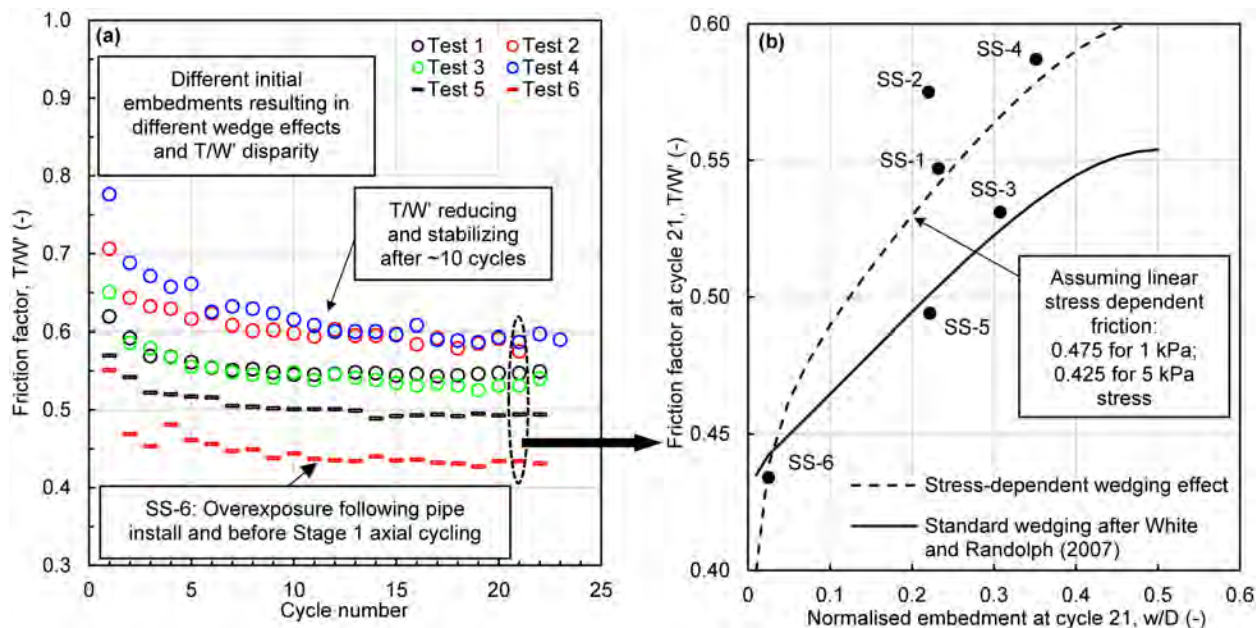 (a)
Test 1
Test 2
Test 3
Test 4
Test 5
Test 6
Different initial
embedments resulting in
different wedge effects
and T/W' disparity
T/W' reducing
and stabilizing
after ~10 cycles
SS-6: Overexposure following pipe
install and before Stage 1 axial cycling
Friction factor, T/W' (-)
1.0
0.9
0.8
0.7
0.6
0.5
0.4
0.3
0
5
10
15
20
25
Cycle number
(b)
SS-4
SS-2
SS-1
SS-3
SS-5
SS-6
Assuming linear
stress dependent
friction:
0.475 for 1 kPa;
0.425 for 5 kPa
stress
Stress-dependent wedging effect
Standard wedging after White
and Randolph (2007)
Friction factor at cycle 21, T/W' (-)
0.60
0.55
0.50
0.45
0.40
0
0.1
0.2
0.3
0.4
0.5
0.6
Normalised embedment at cycle 21, w/D (-)